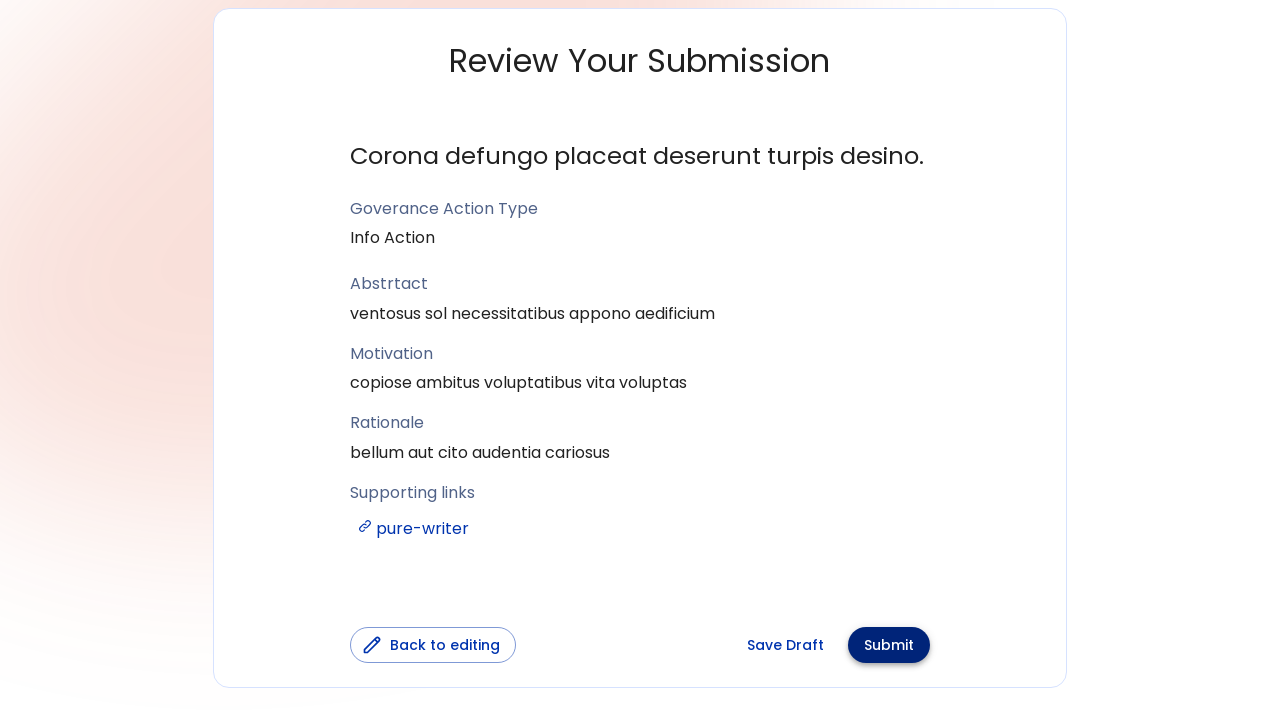 Review Your Submission
Corona defungo placeat deserunt turpis desino.
Goverance Action Type
Info Action
Abstrtact
ventosus sol necessitatibus appono aedificium
Motivation
copiose ambitus voluptatibus vita voluptas
Rationale
bellum aut cito audentia cariosus
Supporting links
pure-writer
Back to editing
Save Draft
Submit